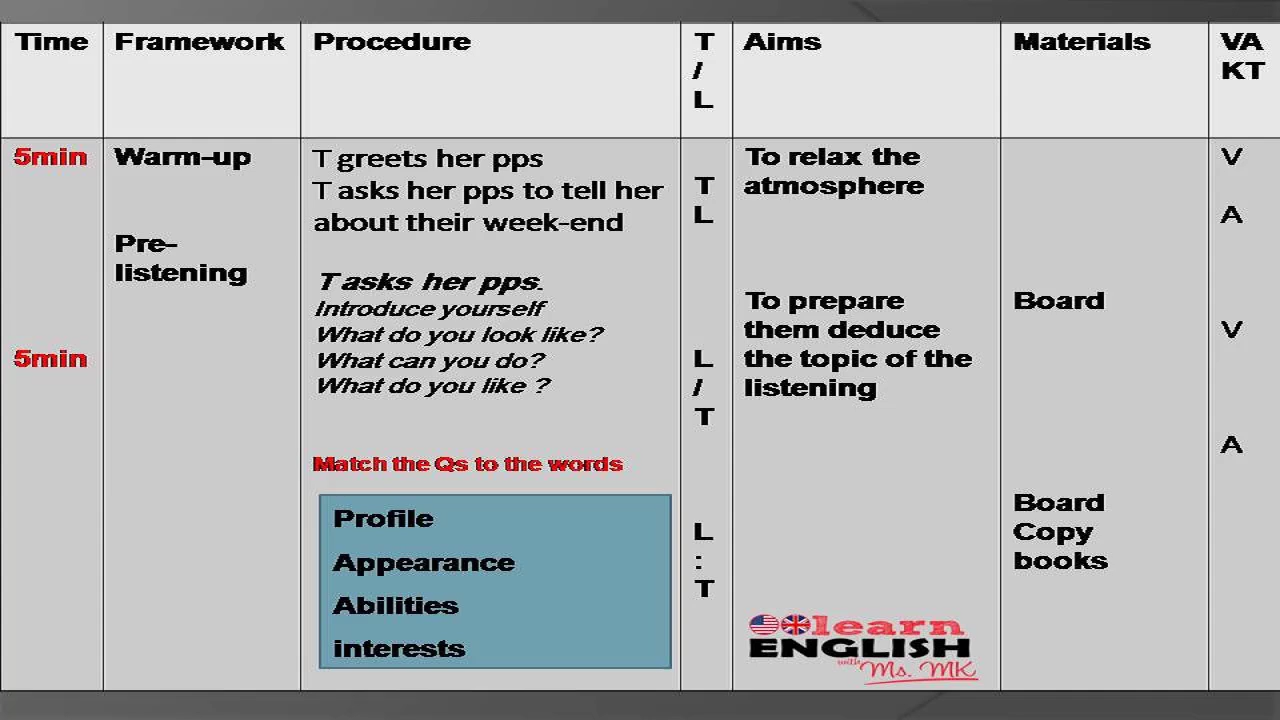 Time
Framework
Procedure
T
/
L
Aims
Materials
VA
KT
5min
Warm-up
T greets her pps
T asks her pps to tell her
about their week-end
T
L
To relax the
atmosphere
V
A
Pre-
listening
5min
T asks her pps.
Introduce yourself
What do you look like?
What can you do?
What do you like ?
L
/
T
To prepare
them deduce
the topic of the
listening
Board
V
A
Match the Qs to the words
Profile
Appearance
Abilities
interests
L
:
T
Board
Copy
books
learn
ENGLISH
with Ms. MK